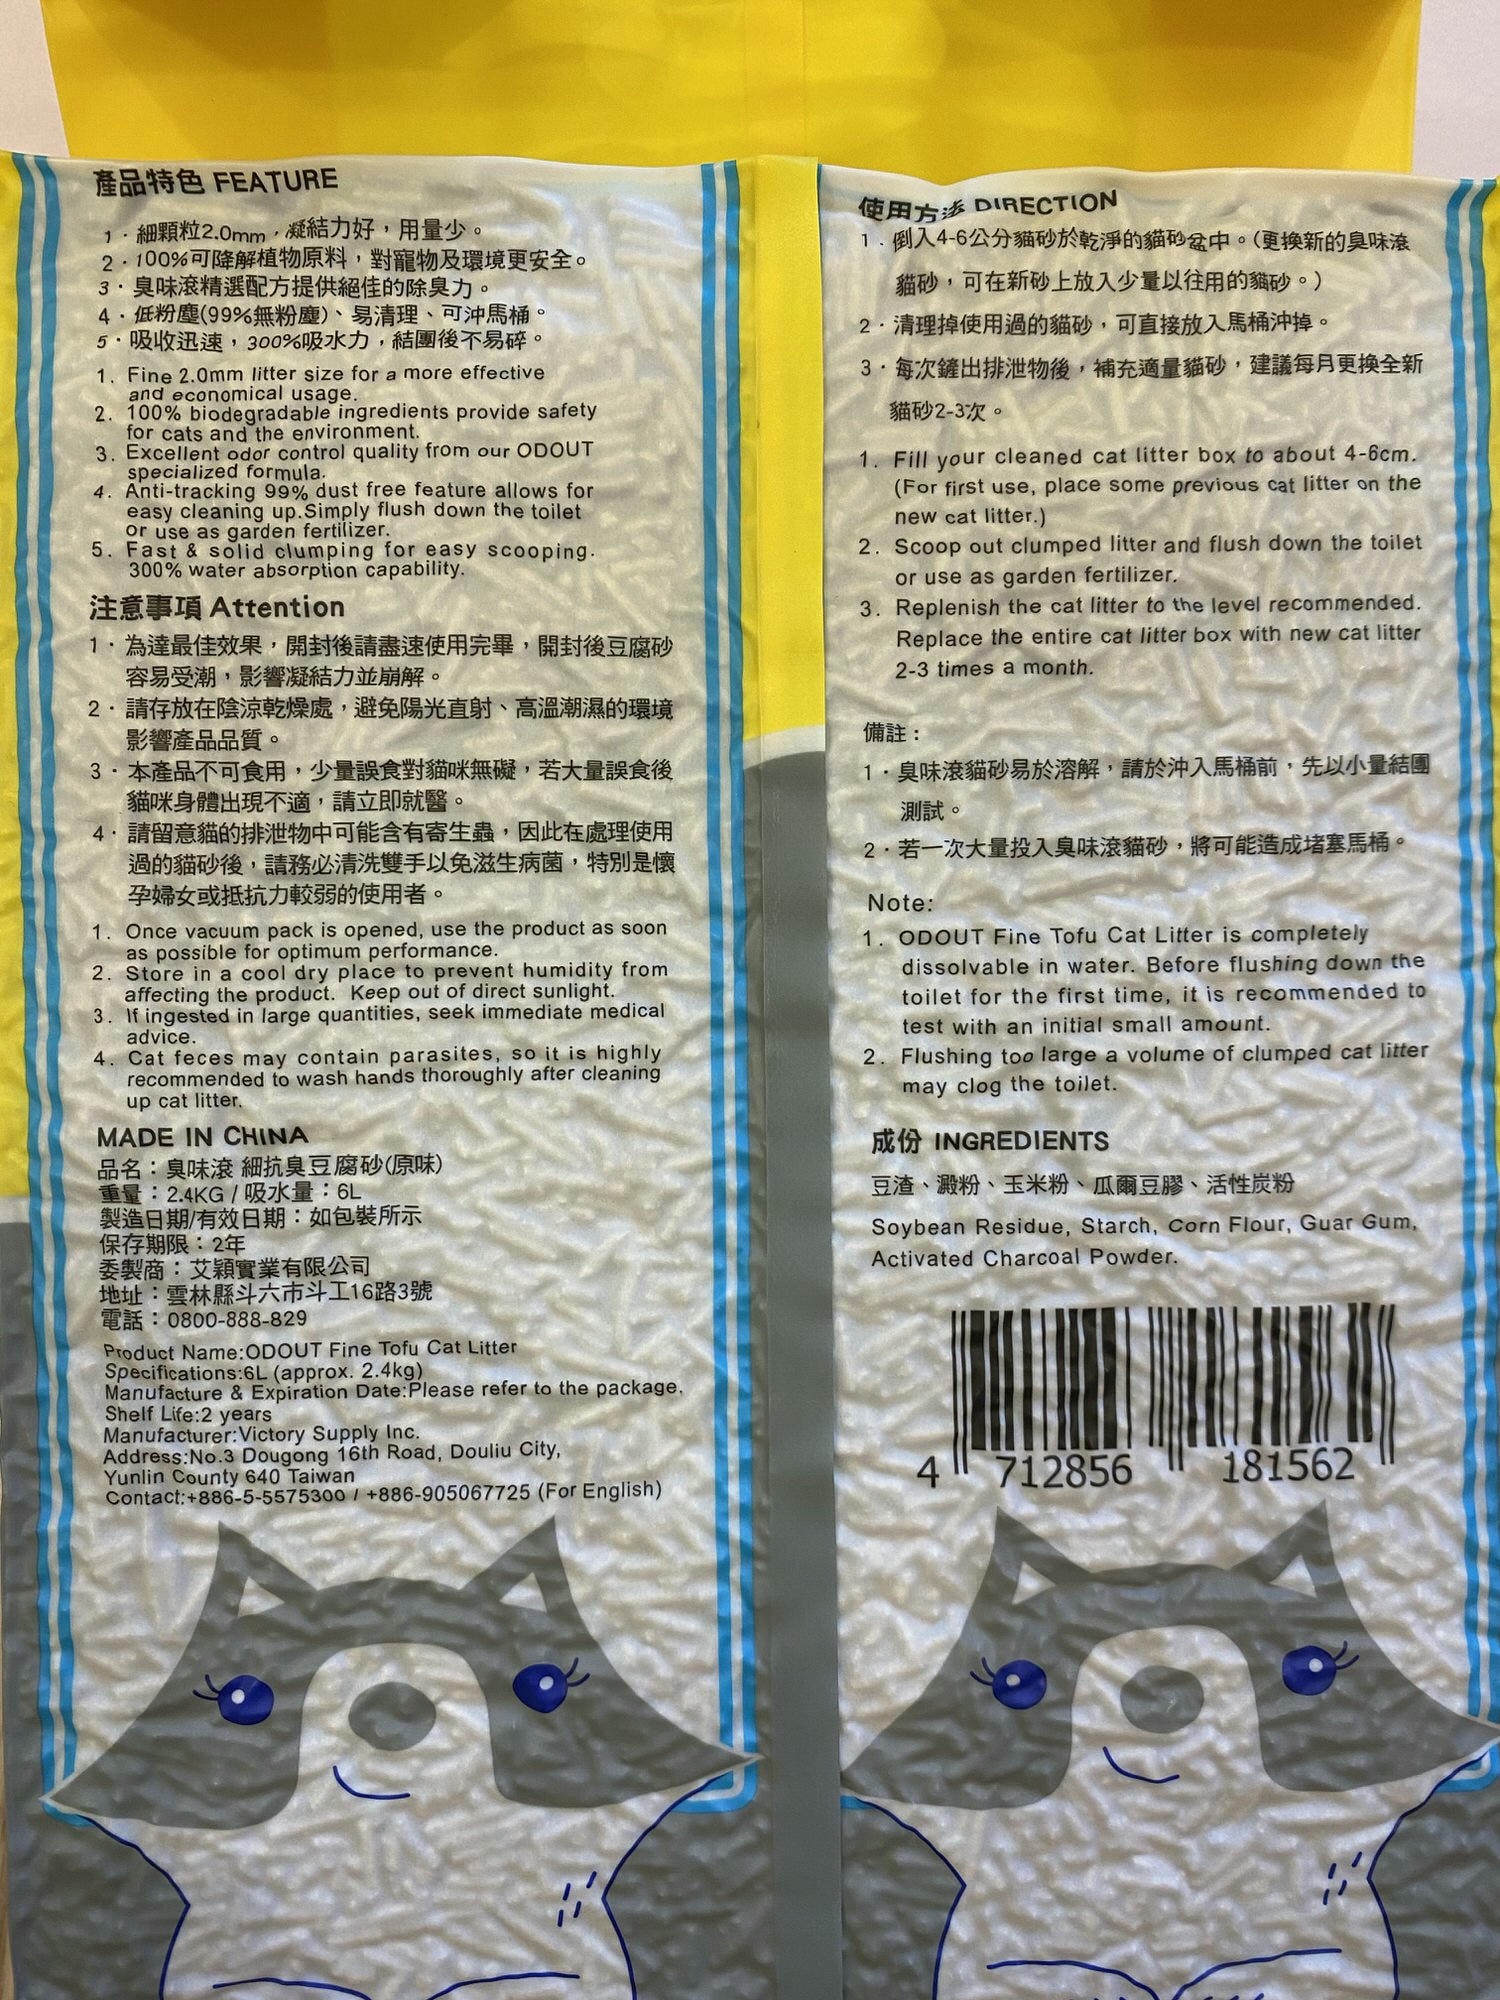 產品特色 FEATURE
1·細顆粒2.0mm，凝結力好，用量少。
2·100%可降解植物原料，對寵物及環境更安全。
3·臭味滾精選配方提供絕佳的除臭力。
4·低粉塵(99%無粉塵)、易清理、可沖馬桶。
5·吸收迅速，300%吸水力，結團後不易碎。
1. Fine 2.0mm litter size for a more effective
and economical usage.
2. 100% biodegradable ingredients provide safety
for cats and the environment.
3. Excellent odor control quality from our ODOUT
specialized formula.
4. Anti-tracking 99% dust free feature allows for
easy cleaning up.Simply flush down the toilet
or use as garden fertilizer.
5. Fast & solid clumping for easy scooping.
300% water absorption capability.
注意事項 Attention
1·為達最佳效果，開封後請盡速使用完畢，開封後豆腐砂
容易受潮，影響凝結力並崩解。
2·請存放在陰涼乾燥處，避免陽光直射、高溫潮濕的環境
影響產品品質。
3·本產品不可食用，少量誤食對貓咪無礙，若大量誤食後
貓咪身體出現不適，請立即就醫。
4·請留意貓的排泄物中可能含有寄生蟲，因此在處理使用
過的貓砂後，請務必清洗雙手以免滋生病菌，特別是懷
孕婦女或抵抗力較弱的使用者。
1. Once vacuum pack is opened, use the product as soon
as possible for optimum performance.
2. Store in a cool dry place to prevent humidity from
affecting the product. Keep out of direct sunlight.
3. If ingested in large quantities, seek immediate medical
advice.
4. Cat feces may contain parasites, so it is highly
recommended to wash hands thoroughly after cleaning
up cat litter.
MADE IN CHINA
品名：臭味滾 細抗臭豆腐砂(原味)
重量：2.4KG / 吸水量：6L
製造日期/有效日期：如包裝所示
保存期限：2年
委製商：艾穎實業有限公司
地址：雲林縣斗六市斗工16路3號
電話：0800-888-829
Product Name:ODOUT Fine Tofu Cat Litter
Specifications:6L (approx. 2.4kg)
Manufacture & Expiration Date:Please refer to the package.
Shelf Life:2 years
Manufacturer:Victory Supply Inc.
Address:No.3 Dougong 16th Road, Douliu City,
Yunlin County 640 Taiwan
Contact:+886-5-5575300 / +886-905067725 (For English)
使用方法 DIRECTION
1·倒入4-6公分貓砂於乾淨的貓砂盆中。(更換新的臭味滾
貓砂，可在新砂上放入少量以往用的貓砂。)
2·清理掉使用過的貓砂，可直接放入馬桶沖掉。
3·每次鏟出排泄物後，補充適量貓砂，建議每月更換全新
貓砂2-3次。
1. Fill your cleaned cat litter box to about 4-6cm.
(For first use, place some previous cat litter on the
new cat litter.)
2. Scoop out clumped litter and flush down the toilet
or use as garden fertilizer.
3. Replenish the cat litter to the level recommended.
Replace the entire cat litter box with new cat litter
2-3 times a month.
備註：
1·臭味滾貓砂易於溶解，請於沖入馬桶前，先以小量結團
測試。
2·若一次大量投入臭味滾貓砂，將可能造成堵塞馬桶。
Note:
1. ODOUT Fine Tofu Cat Litter is completely
dissolvable in water. Before flushing down the
toilet for the first time, it is recommended to
test with an initial small amount.
2. Flushing too large a volume of clumped cat litter
may clog the toilet.
成份 INGREDIENTS
豆渣、澱粉、玉米粉、瓜爾豆膠、活性炭粉
Soybean Residue, Starch, Corn Flour, Guar Gum,
Activated Charcoal Powder.
4 712856 181562